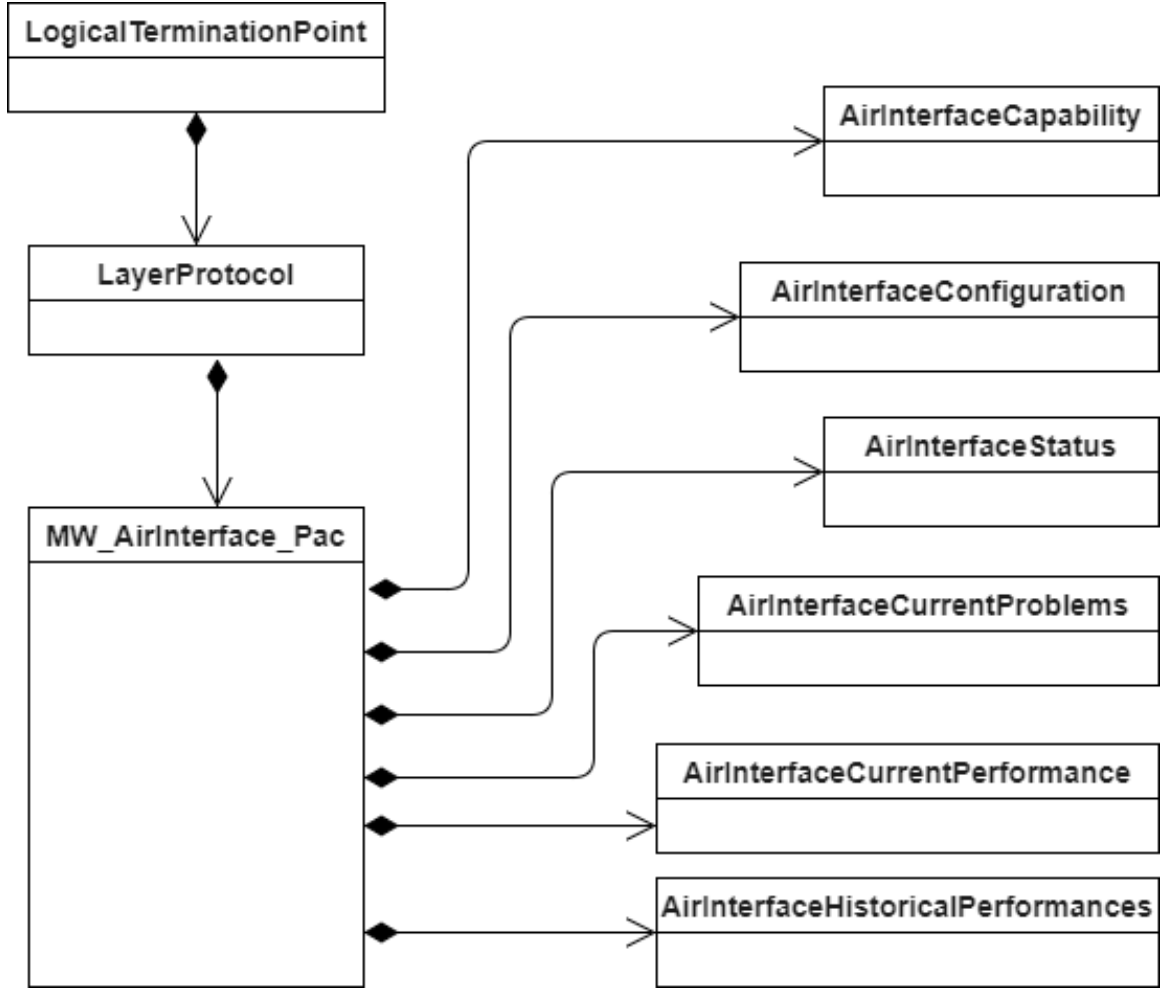 LogicalTerminationPoint
AirInterfaceCapability
LayerProtocol
AirInterfaceConfiguration
AirInterfaceStatus
MW_AirInterface_Pac
AirInterfaceCurrentProblems
AirInterfaceCurrentPerformance
AirInterfaceHistoricalPerformances